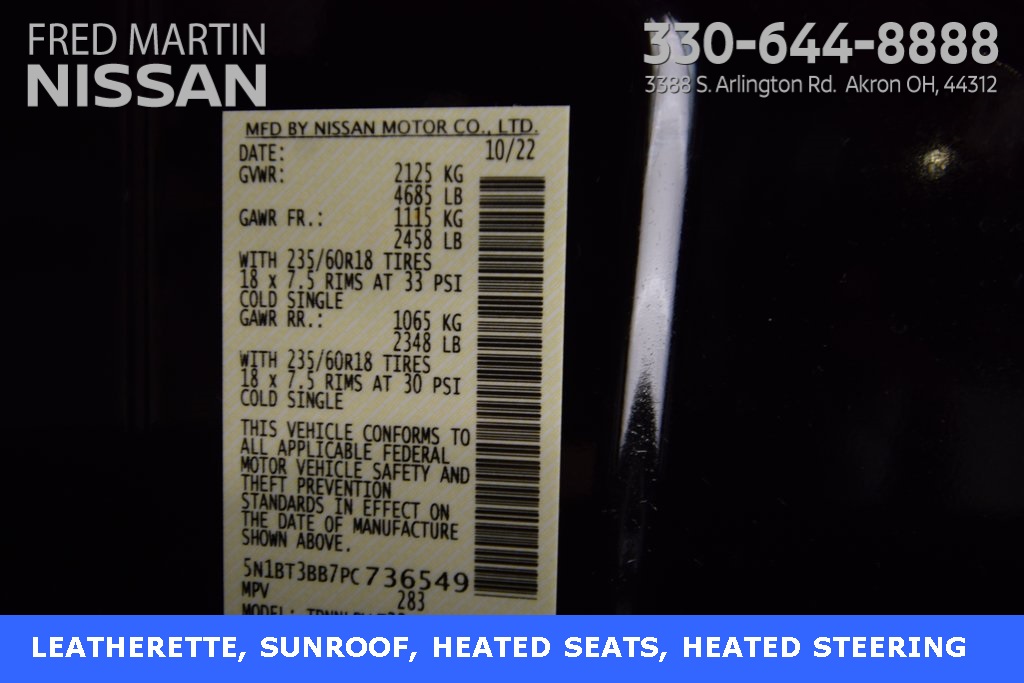 FRED MARTIN
NISSAN
330-644-8888
3388 S. Arlington Rd. Akron OH, 44312
MFD BY NISSAN MOTOR CO., LTD.
DATE: 10/22
GVWR: 2125 KG
4685 LB
GAWR FR.: 1115 KG
2458 LB
WITH 235/60R18 TIRES
18 x 7.5 RIMS AT 33 PSI
COLD SINGLE
GAWR RR.: 1065 KG
2348 LB
WITH 235/60R18 TIRES
18 x 7.5 RIMS AT 30 PSI
COLD SINGLE
THIS VEHICLE CONFORMS TO
ALL APPLICABLE FEDERAL
MOTOR VEHICLE SAFETY AND
THEFT PREVENTION
STANDARDS IN EFFECT ON
THE DATE OF MANUFACTURE
SHOWN ABOVE.
5N1BT3BB7PC736549
MPV 283
MODEL:
LEATHERETTE, SUNROOF, HEATED SEATS, HEATED STEERING